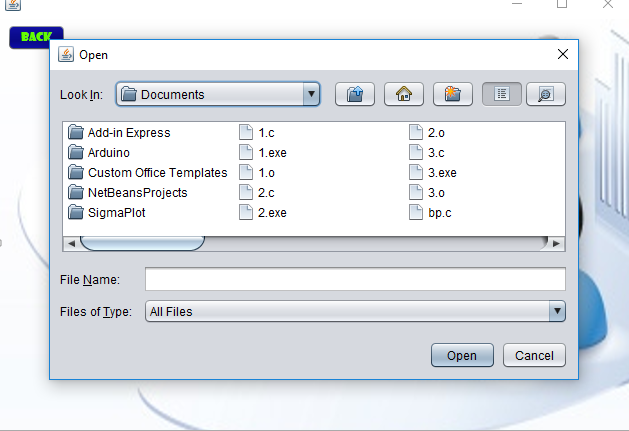 BACK
Open
Look In: Documents
Add-in Express 1.c 2.o
Arduino 1.exe 3.c
Custom Office Templates 1.o 3.exe
NetBeansProjects 2.c 3.o
SigmaPlot 2.exe bp.c
File Name:
Files of Type: All Files
Open Cancel